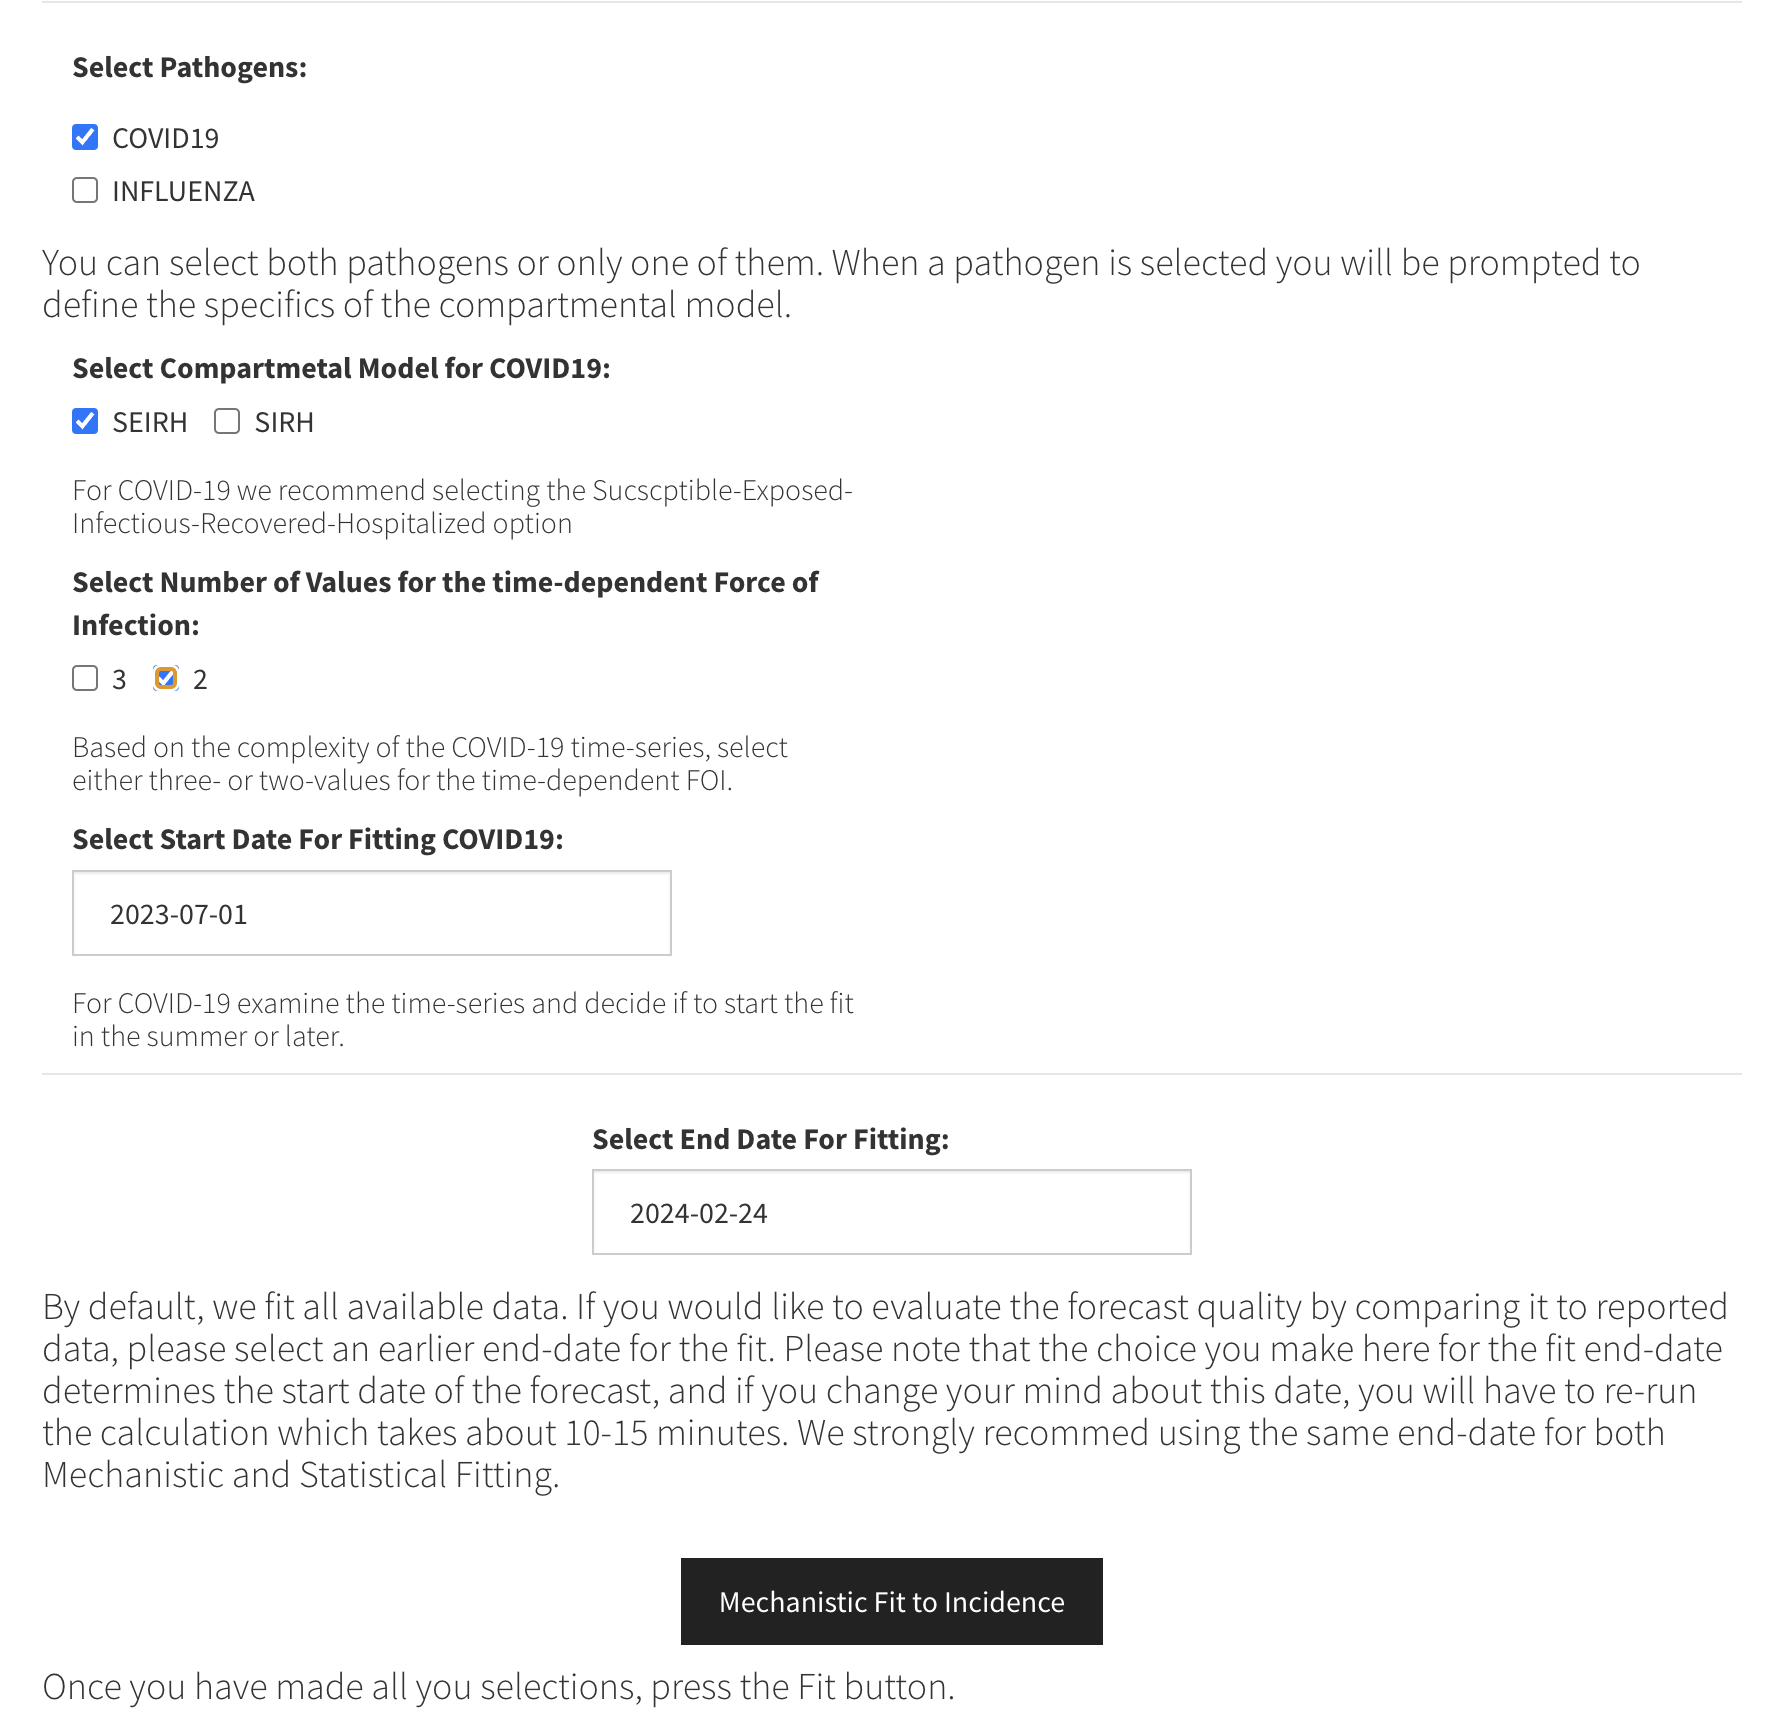 Select Pathogens:
COVID19
INFLUENZA
You can select both pathogens or only one of them. When a pathogen is selected you will be prompted to
define the specifics of the compartmental model.
Select Compartmetal Model for COVID19:
SEIRH SIRH
For COVID-19 we recommend selecting the Sucscptible-Exposed-
Infectious-Recovered-Hospitalized option
Select Number of Values for the time-dependent Force of
Infection:
3 2
Based on the complexity of the COVID-19 time-series, select
either three- or two-values for the time-dependent FOI.
Select Start Date For Fitting COVID19:
2023-07-01
For COVID-19 examine the time-series and decide if to start the fit
in the summer or later.
Select End Date For Fitting:
2024-02-24
By default, we fit all available data. If you would like to evaluate the forecast quality by comparing it to reported
data, please select an earlier end-date for the fit. Please note that the choice you make here for the fit end-date
determines the start date of the forecast, and if you change your mind about this date, you will have to re-run
the calculation which takes about 10-15 minutes. We strongly recommed using the same end-date for both
Mechanistic and Statistical Fitting.
Mechanistic Fit to Incidence
Once you have made all you selections, press the Fit button.